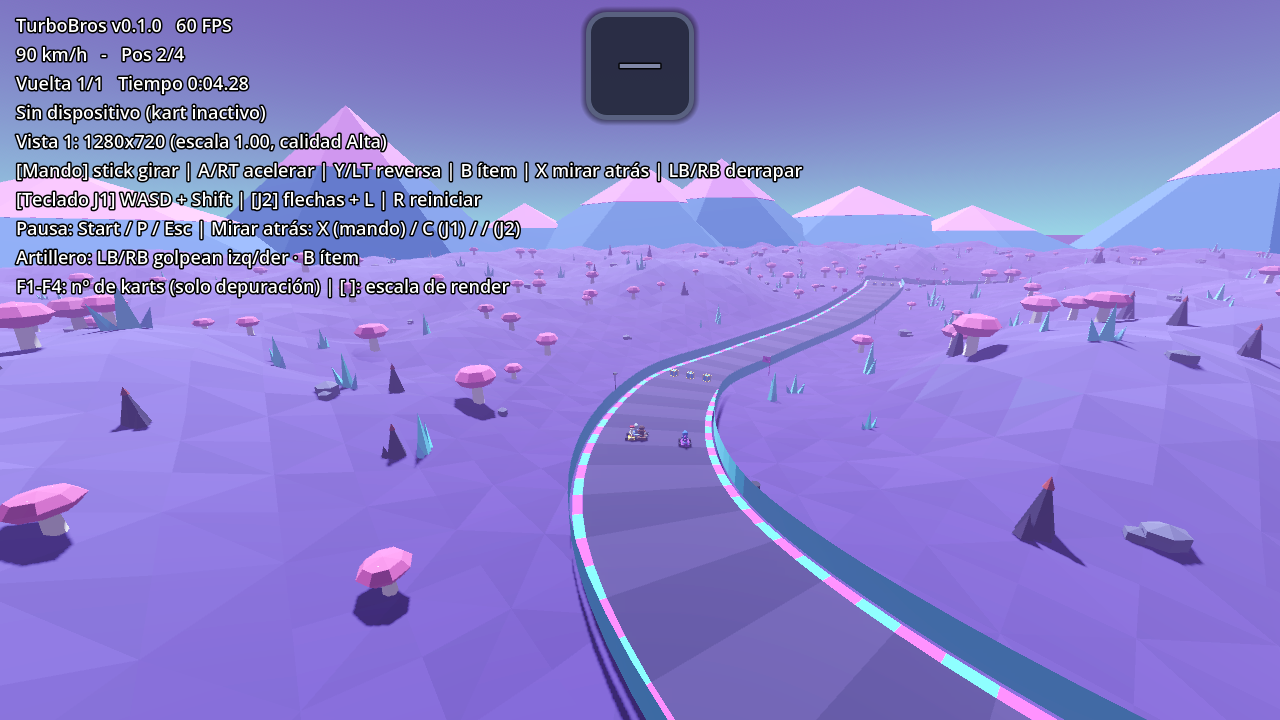 TurboBros v0.1.0   60 FPS
90 km/h   -   Pos 2/4
Vuelta 1/1   Tiempo 0:04.28
Sin dispositivo (kart inactivo)
Vista 1: 1280x720 (escala 1.00, calidad Alta)
[Mando] stick girar | A/RT acelerar | Y/LT reversa | B ítem | X mirar atrás | LB/RB derrapar
[Teclado J1] WASD + Shift | [J2] flechas + L | R reiniciar
Pausa: Start / P / Esc | Mirar atrás: X (mando) / C (J1) / / (J2)
Artillero: LB/RB golpean izq/der · B ítem
F1-F4: nº de karts (solo depuración) | [ ]: escala de render